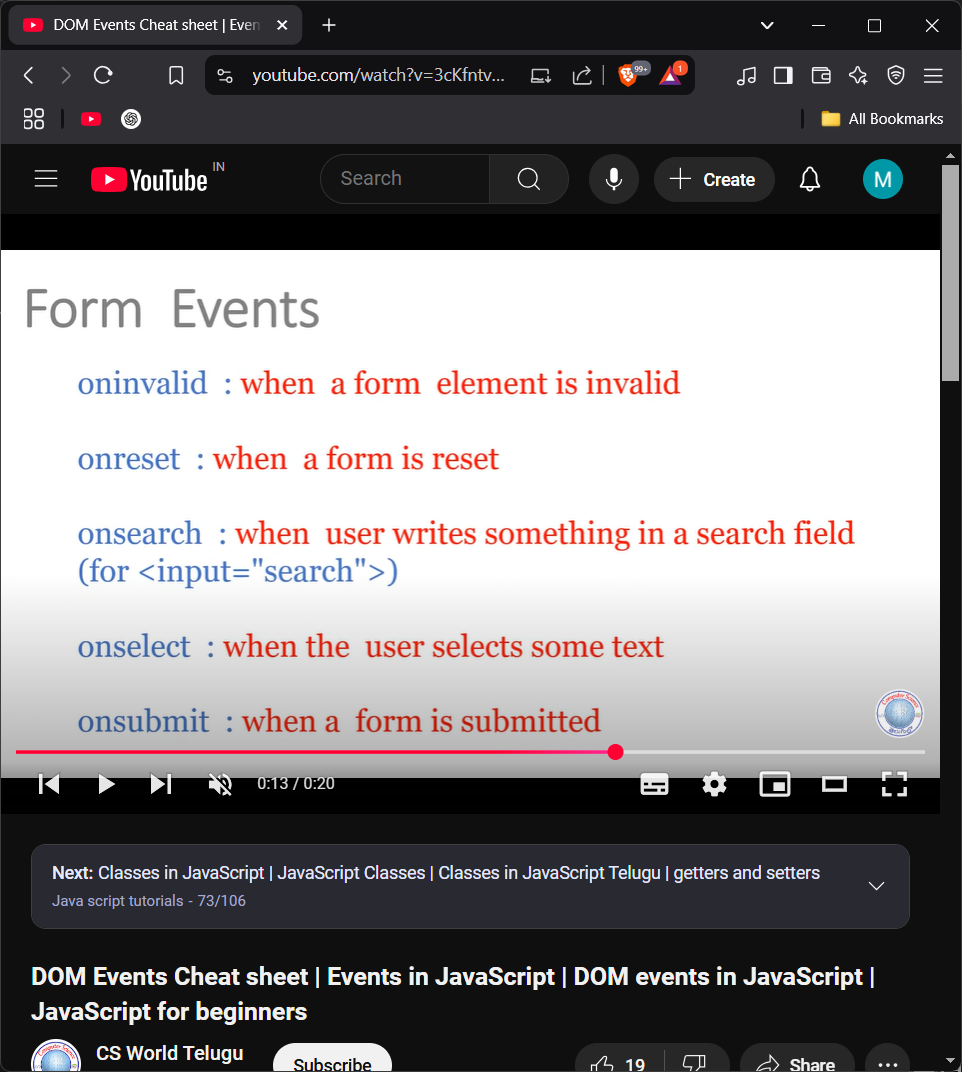 DOM Events Cheat sheet | Even
youtube.com/watch?v=3cKfntv...
99+
1
All Bookmarks
YouTube IN
Search
Create
M
Form Events
oninvalid : when a form element is invalid
onreset : when a form is reset
onsearch : when user writes something in a search field
(for <input="search">)
onselect : when the user selects some text
onsubmit : when a form is submitted
Computer Science
0:13 / 0:20
Next: Classes in JavaScript | JavaScript Classes | Classes in JavaScript Telugu | getters and setters
Java script tutorials - 73/106
DOM Events Cheat sheet | Events in JavaScript | DOM events in JavaScript |
JavaScript for beginners
CS World Telugu
Subscribe
19
Share